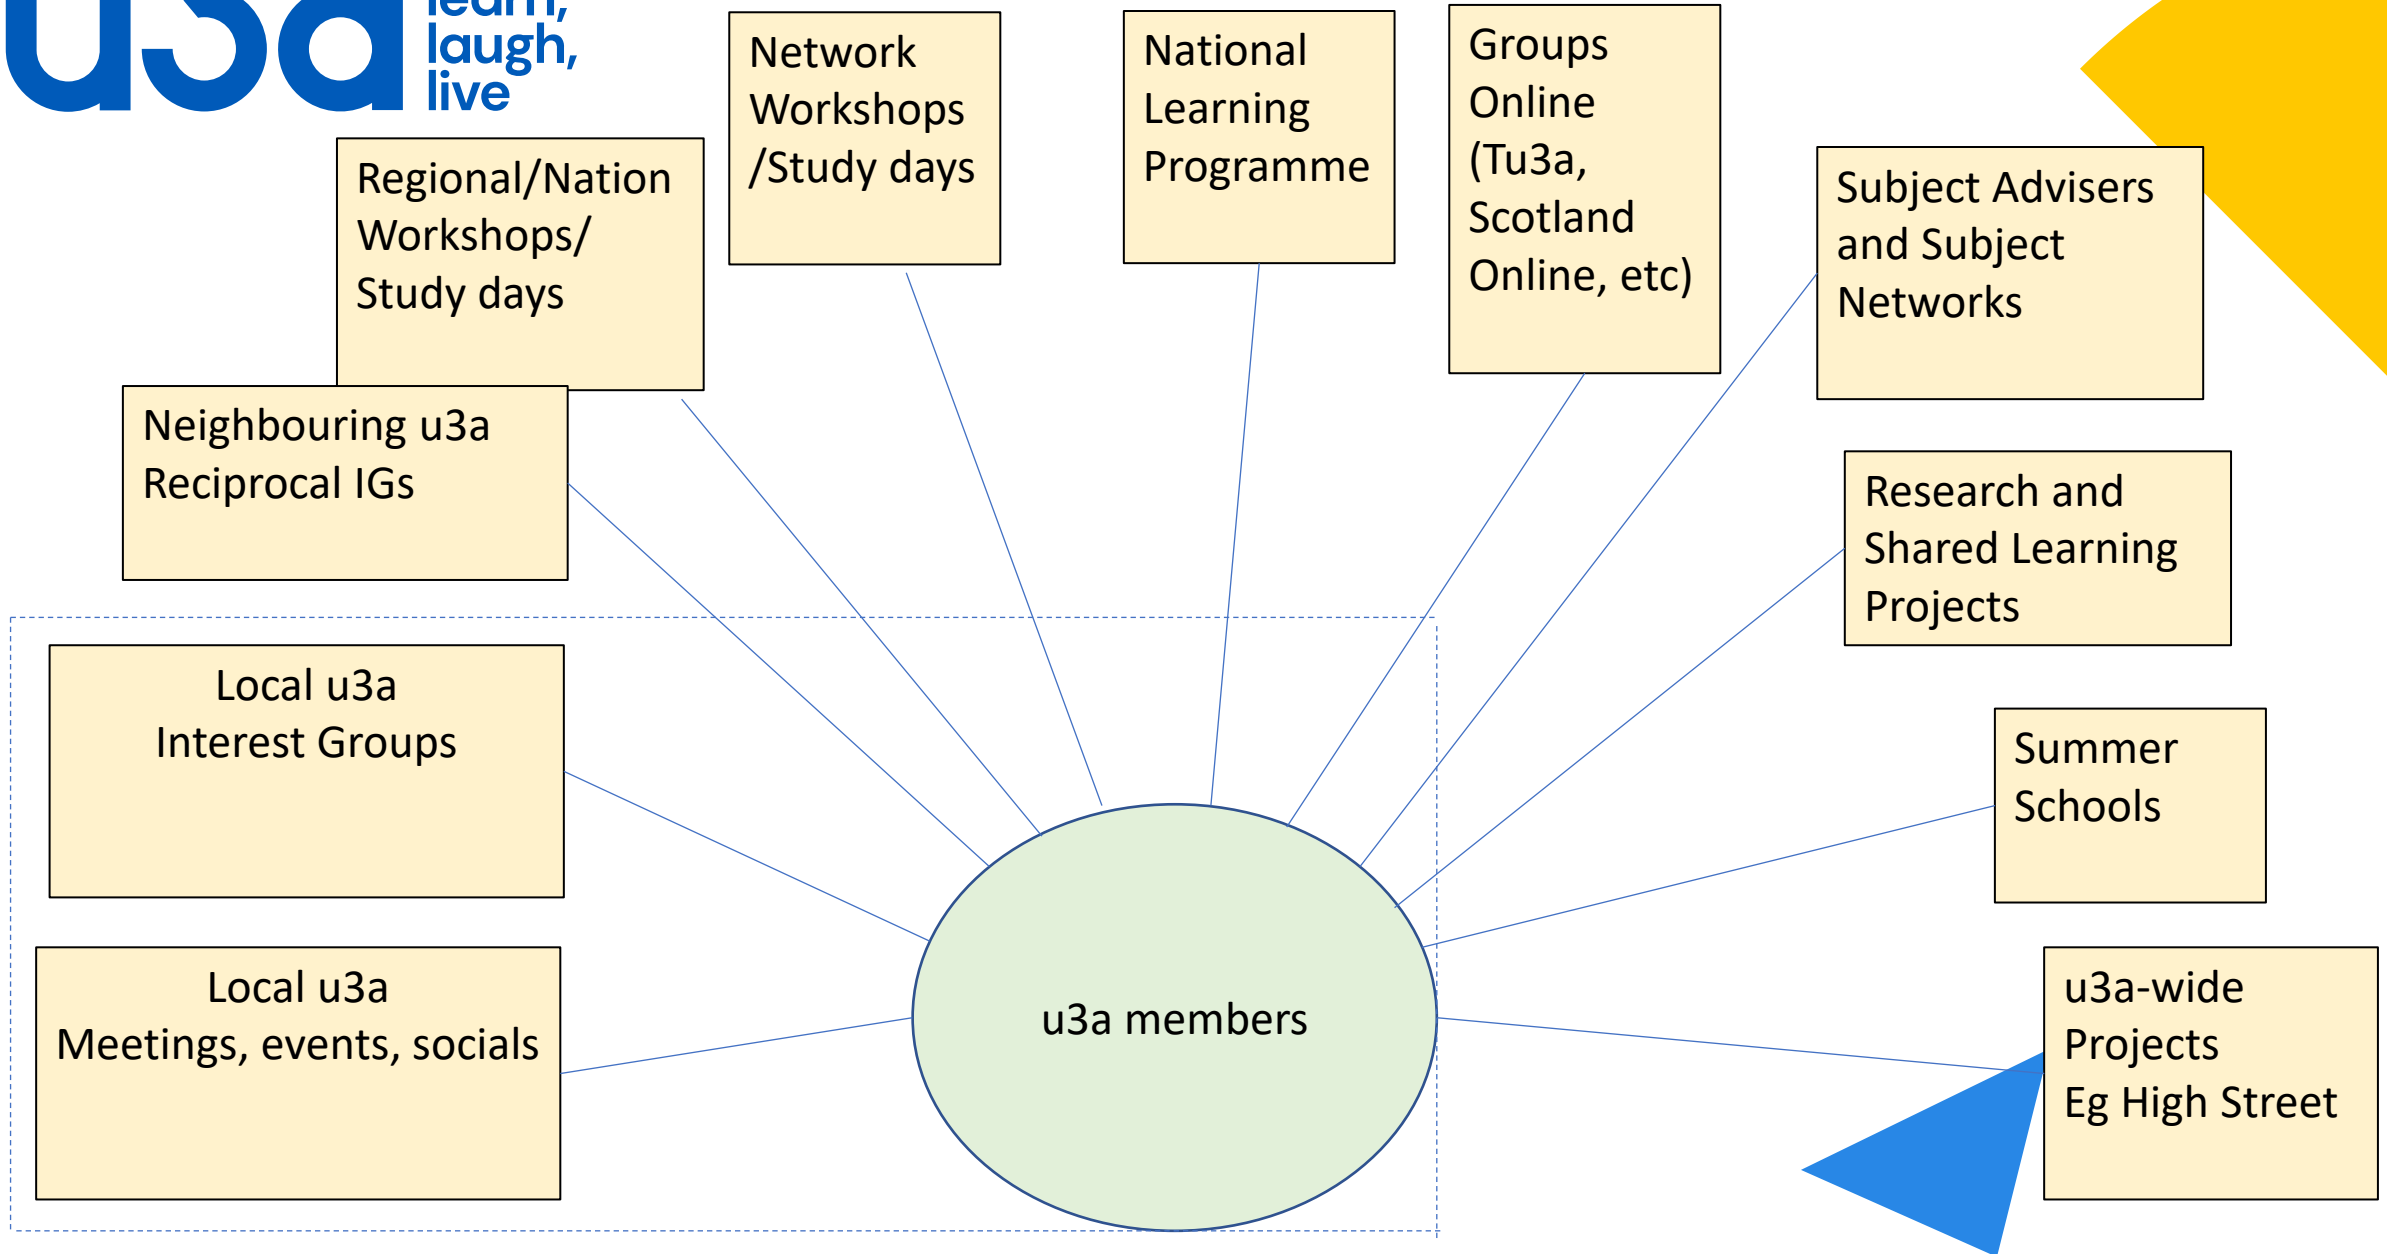 u3a
learn,
laugh,
live
Network
Workshops
/Study days
National
Learning
Programme
Groups
Online
(Tu3a,
Scotland
Online, etc)
Regional/Nation
Workshops/
Study days
Subject Advisers
and Subject
Networks
Neighbouring u3a
Reciprocal IGs
Research and
Shared Learning
Projects
Local u3a
Interest Groups
Summer
Schools
Local u3a
Meetings, events, socials
u3a members
u3a-wide
Projects
Eg High Street